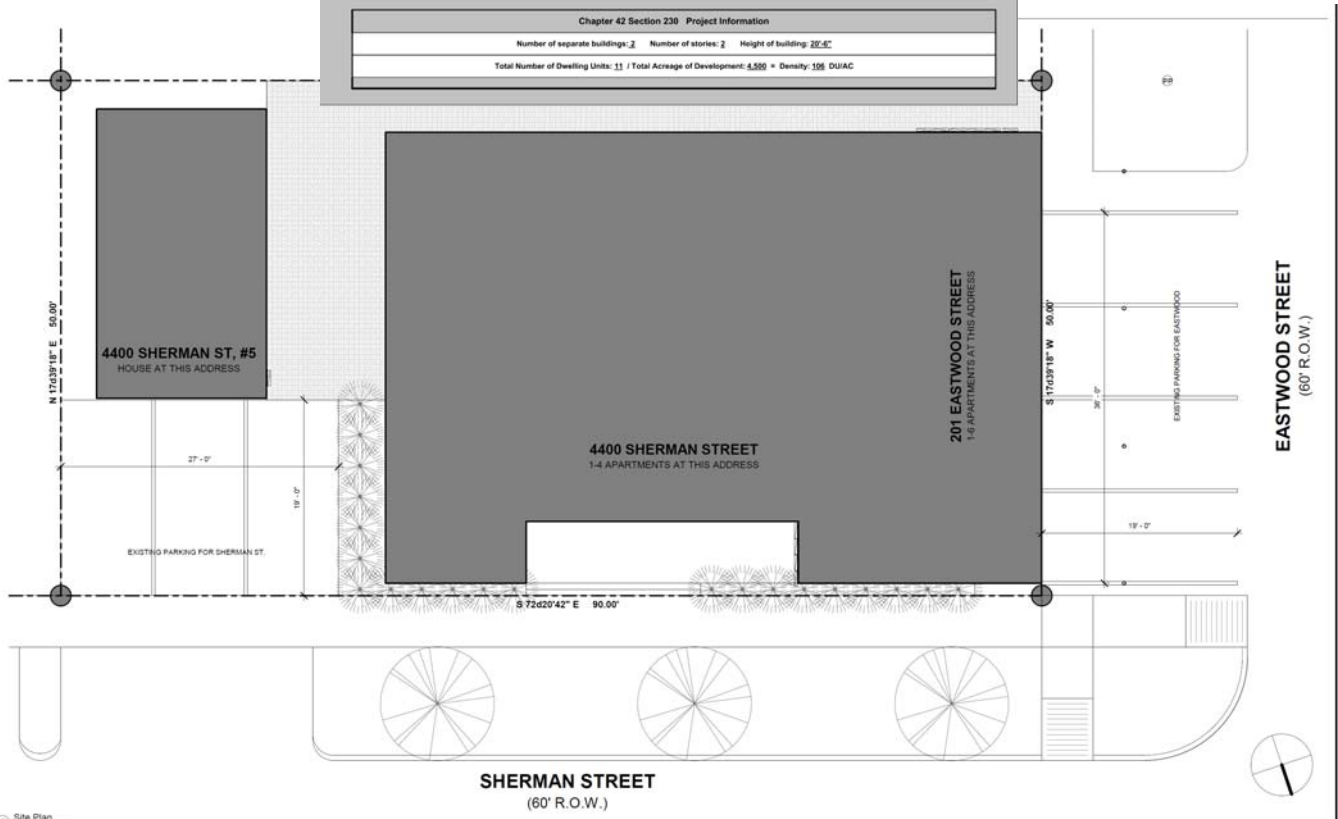 Chapter 42 Section 230 Project Information
Number of separate buildings: 2 Number of stories: 2 Height of building: 20'-6"
Total Number of Dwelling Units: 11 / Total Acreage of Development: 4,500 = Density: 106 DU/AC
N 17d39'18" E 50.00'
4400 SHERMAN ST, #5
HOUSE AT THIS ADDRESS
27' - 0"
19' - 0"
EXISTING PARKING FOR SHERMAN ST.
4400 SHERMAN STREET
1-4 APARTMENTS AT THIS ADDRESS
201 EASTWOOD STREET
1-6 APARTMENTS AT THIS ADDRESS
S 17d39'18" W 50.00'
36' - 0"
EXISTING PARKING FOR EASTWOOD
19' - 0"
EASTWOOD STREET
(60' R.O.W.)
S 72d20'42" E 90.00'
SHERMAN STREET
(60' R.O.W.)
Site Plan